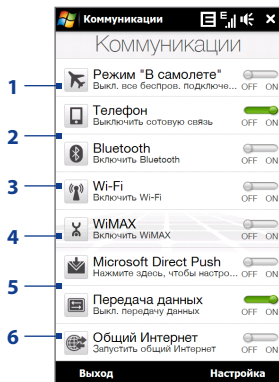 Коммуникации
Коммуникации
1
Режим "В самолете"
Выкл. все беспров. подключе... OFF ON
2
Телефон
Выключить сотовую связь OFF ON
Bluetooth
Включить Bluetooth OFF ON
3
Wi-Fi
Включить Wi-Fi OFF ON
4
WiMAX
Включить WiMAX OFF ON
5
Microsoft Direct Push
Нажмите здесь, чтобы настро... OFF ON
Передача данных
Выкл. передачу данных OFF ON
6
Общий Интернет
Запустить общий Интернет OFF ON
Выход Настройка